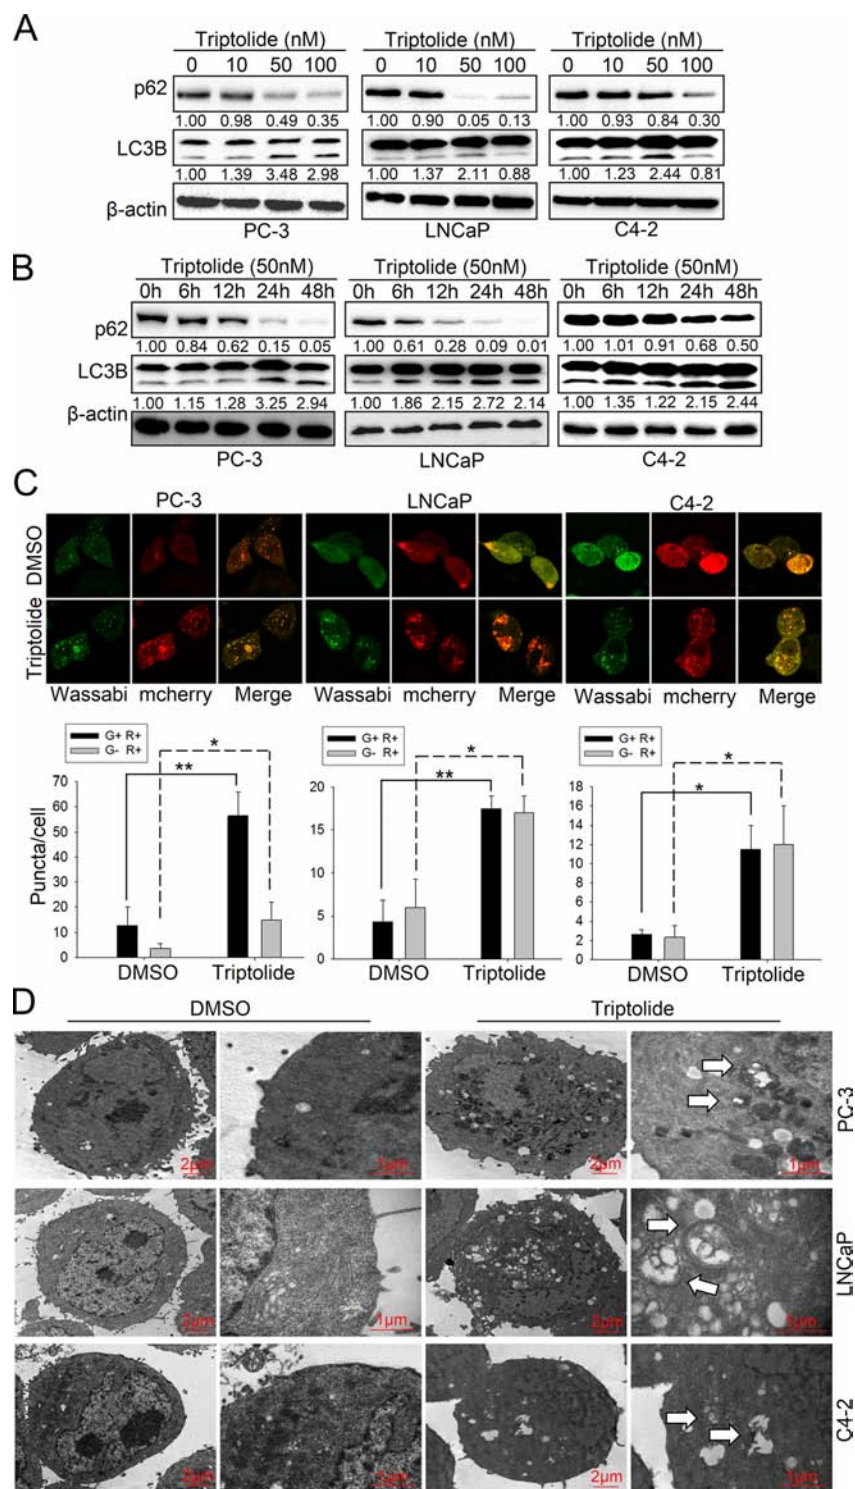 A
Triptolide (nM) Triptolide (nM) Triptolide (nM)
0 10 50 100 0 10 50 100 0 10 50 100
p62
1.00 0.98 0.49 0.35 1.00 0.90 0.05 0.13 1.00 0.93 0.84 0.30
LC3B
1.00 1.39 3.48 2.98 1.00 1.37 2.11 0.88 1.00 1.23 2.44 0.81
β-actin
PC-3 LNCaP C4-2
B
Triptolide (50nM) Triptolide (50nM) Triptolide (50nM)
0h 6h 12h 24h 48h 0h 6h 12h 24h 48h 0h 6h 12h 24h 48h
p62
1.00 0.84 0.62 0.15 0.05 1.00 0.61 0.28 0.09 0.01 1.00 1.01 0.91 0.68 0.50
LC3B
1.00 1.15 1.28 3.25 2.94 1.00 1.86 2.15 2.72 2.14 1.00 1.35 1.22 2.15 2.44
β-actin
PC-3 LNCaP C4-2
C
PC-3 LNCaP C4-2
DMSO
Triptolide
Wassabi mcherry Merge Wassabi mcherry Merge Wassabi mcherry Merge
Puncta/cell
G+ R+
G- R+
**
*
70
60
50
40
30
20
10
0
DMSO Triptolide
G+ R+
G- R+
**
*
20
15
10
5
0
DMSO Triptolide
G+ R+
G- R+
*
*
18
16
14
12
10
8
6
4
2
0
DMSO Triptolide
D
DMSO Triptolide
2µm 1µm 2µm 1µm
PC-3
2µm 1µm 2µm 1µm
LNCaP
2µm 1µm 2µm 1µm
C4-2